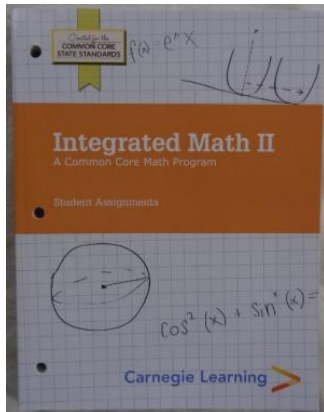 Created for the
COMMON CORE
STATE STANDARDS
f(x) = e^x
Integrated Math II
A Common Core Math Program
Student Assignments
cos² (x) + sin² (x) =
Carnegie Learning